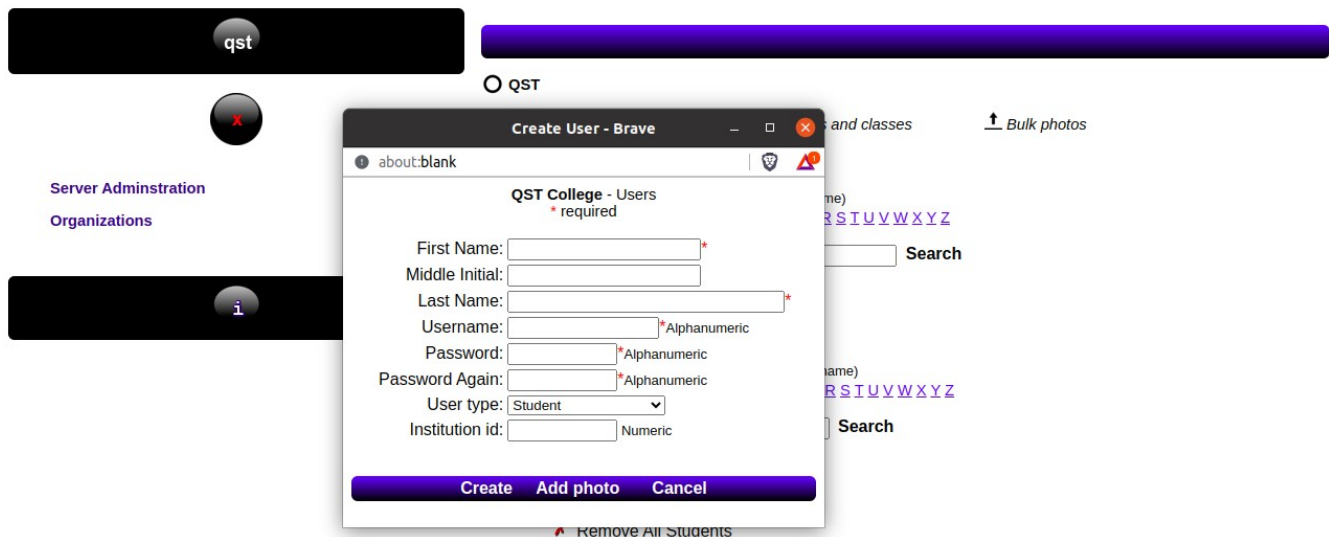 qst
x
Server Adminstration
Organizations
i
QST
and classes
Bulk photos
Create User - Brave
about:blank
1
QST College - Users
* required
First Name: *
Middle Initial:
Last Name: *
Username: *Alphanumeric
Password: *Alphanumeric
Password Again: *Alphanumeric
User type: Student
Institution id: Numeric
Create Add photo Cancel
me)
R S T U V W X Y Z
Search
ame)
R S T U V W X Y Z
Search
Remove All Students